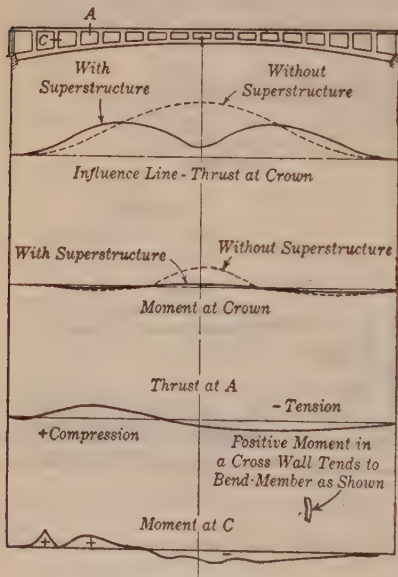 A
C
With
Superstructure
Without
Superstructure
Influence Line - Thrust at Crown
With Superstructure
Without Superstructure
Moment at Crown
Thrust at A
- Tension
+ Compression
Positive Moment in
a Cross Wall Tends to
Bend Member as Shown
Moment at C
+ + -